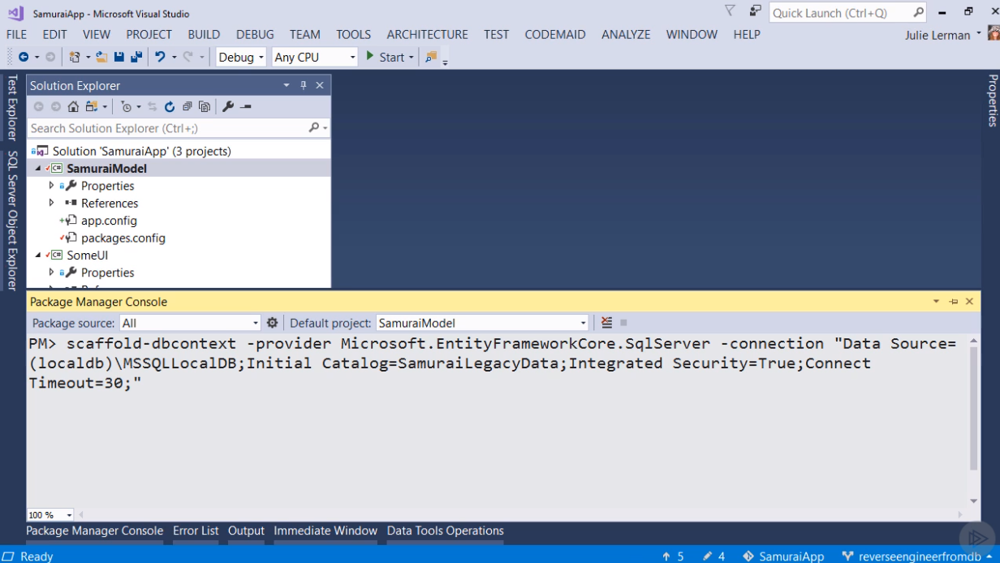 SamuraiApp - Microsoft Visual Studio
Quick Launch (Ctrl+Q)
FILE EDIT VIEW PROJECT BUILD DEBUG TEAM TOOLS ARCHITECTURE TEST CODEMAID ANALYZE WINDOW HELP Julie Lerman
Debug Any CPU Start
Test Explorer
SQL Server Object Explorer
Solution Explorer
Search Solution Explorer (Ctrl+;)
Solution 'SamuraiApp' (3 projects)
C# SamuraiModel
Properties
References
app.config
packages.config
C# SomeUI
Properties
Properties
Package Manager Console
Package source: All Default project: SamuraiModel
PM> scaffold-dbcontext -provider Microsoft.EntityFrameworkCore.SqlServer -connection "Data Source=
(localdb)\MSSQLLocalDB;Initial Catalog=SamuraiLegacyData;Integrated Security=True;Connect
Timeout=30;"
100 %
Package Manager Console Error List Output Immediate Window Data Tools Operations
Ready 5 4 SamuraiApp reverseengineerfromdb